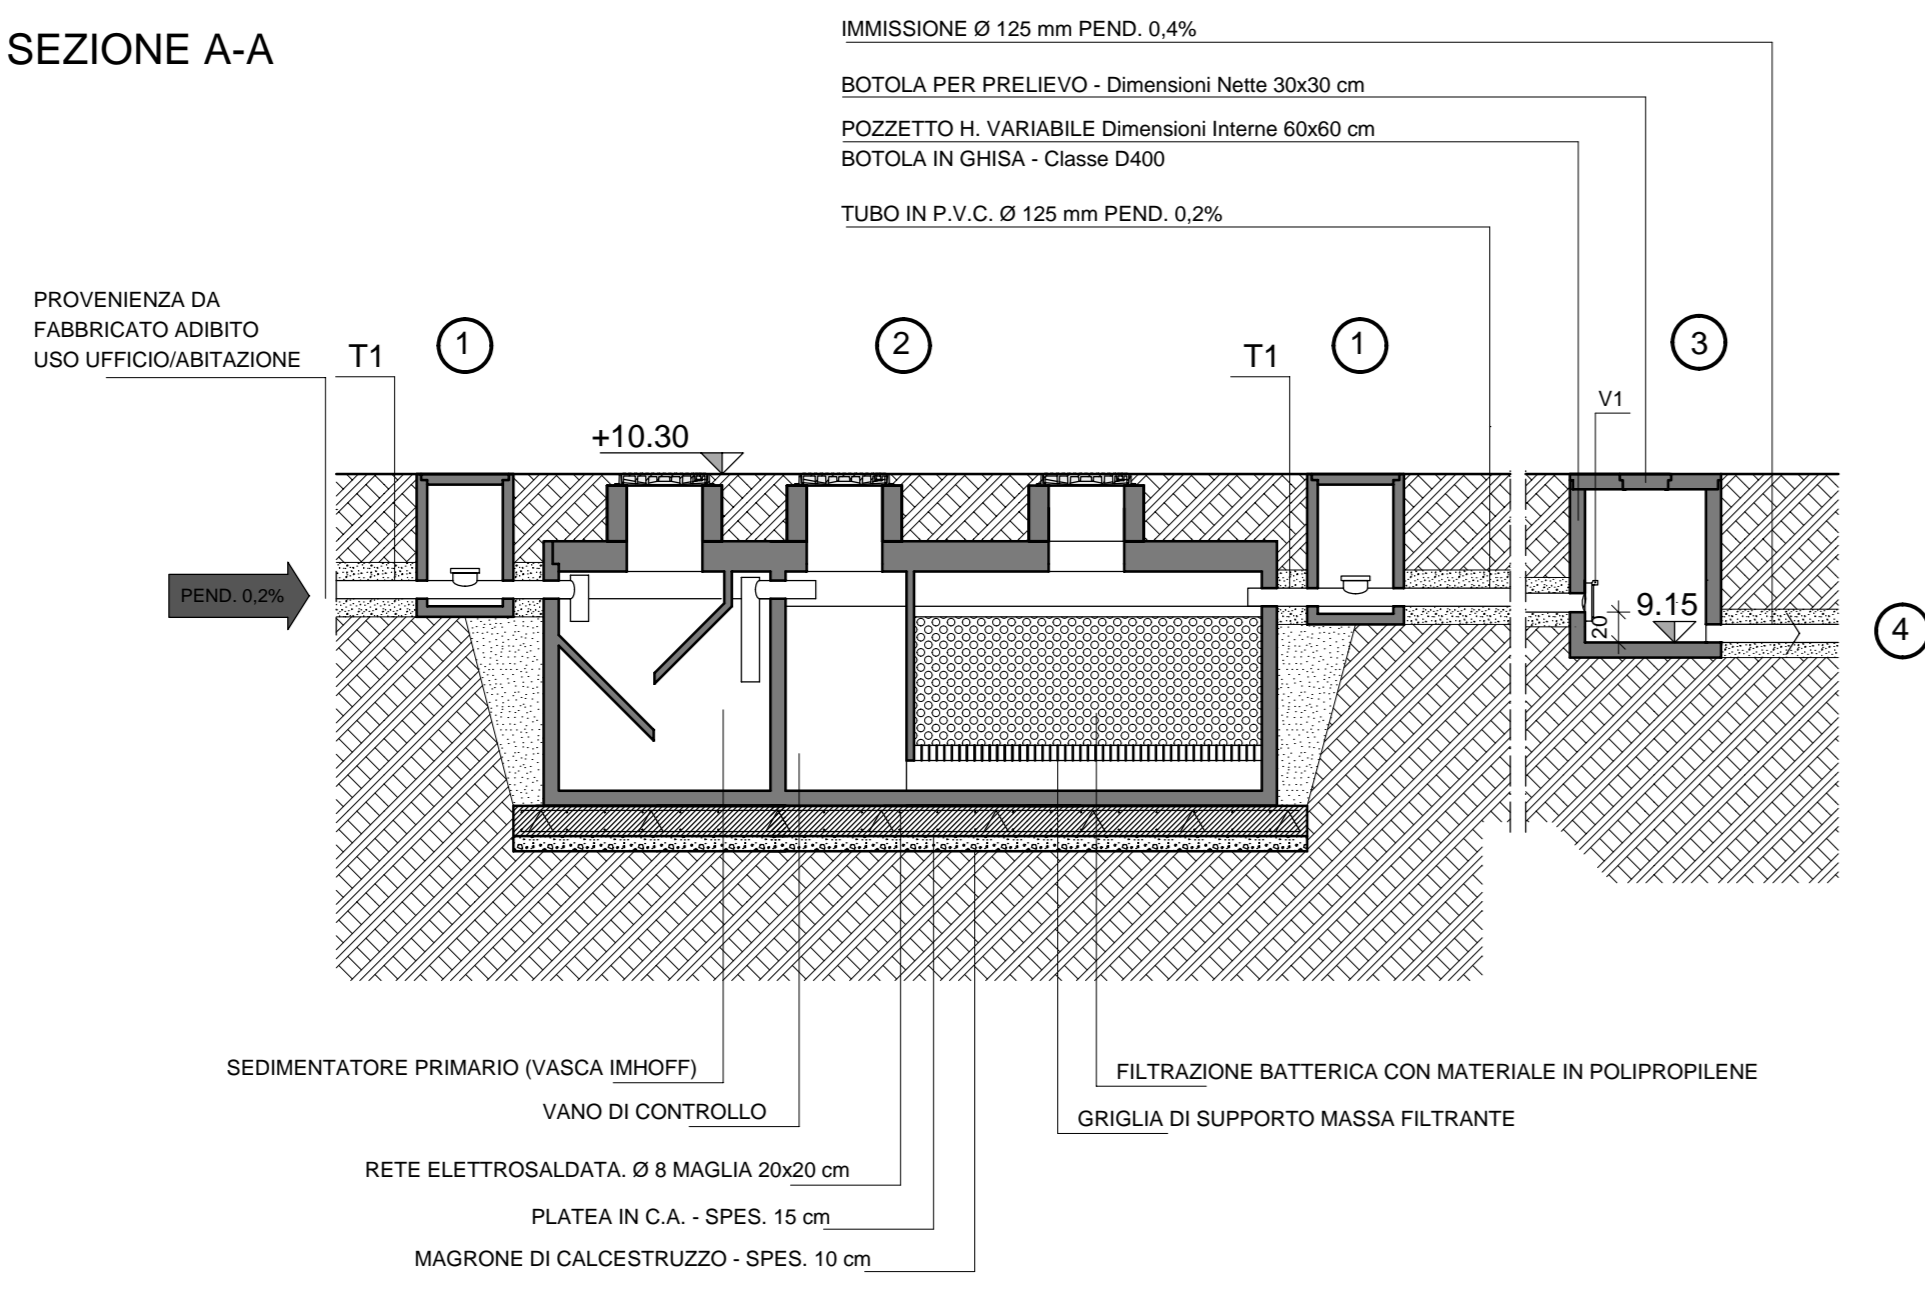 SEZIONE A-A
IMMISSIONE Ø 125 mm PEND. 0,4%
BOTOLA PER PRELIEVO - Dimensioni Nette 30x30 cm
POZZETTO H. VARIABILE Dimensioni Interne 60x60 cm
BOTOLA IN GHISA - Classe D400
TUBO IN P.V.C. Ø 125 mm PEND. 0,2%
PROVENIENZA DA
FABBRICATO ADIBITO
USO UFFICIO/ABITAZIONE
T1
1
2
T1
1
3
V1
+10.30
PEND. 0,2%
9.15
20
4
SEDIMENTATORE PRIMARIO (VASCA IMHOFF)
FILTRAZIONE BATTERICA CON MATERIALE IN POLIPROPILENE
VANO DI CONTROLLO
GRIGLIA DI SUPPORTO MASSA FILTRANTE
RETE ELETTROSALDATA. Ø 8 MAGLIA 20x20 cm
PLATEA IN C.A. - SPES. 15 cm
MAGRONE DI CALCESTRUZZO - SPES. 10 cm